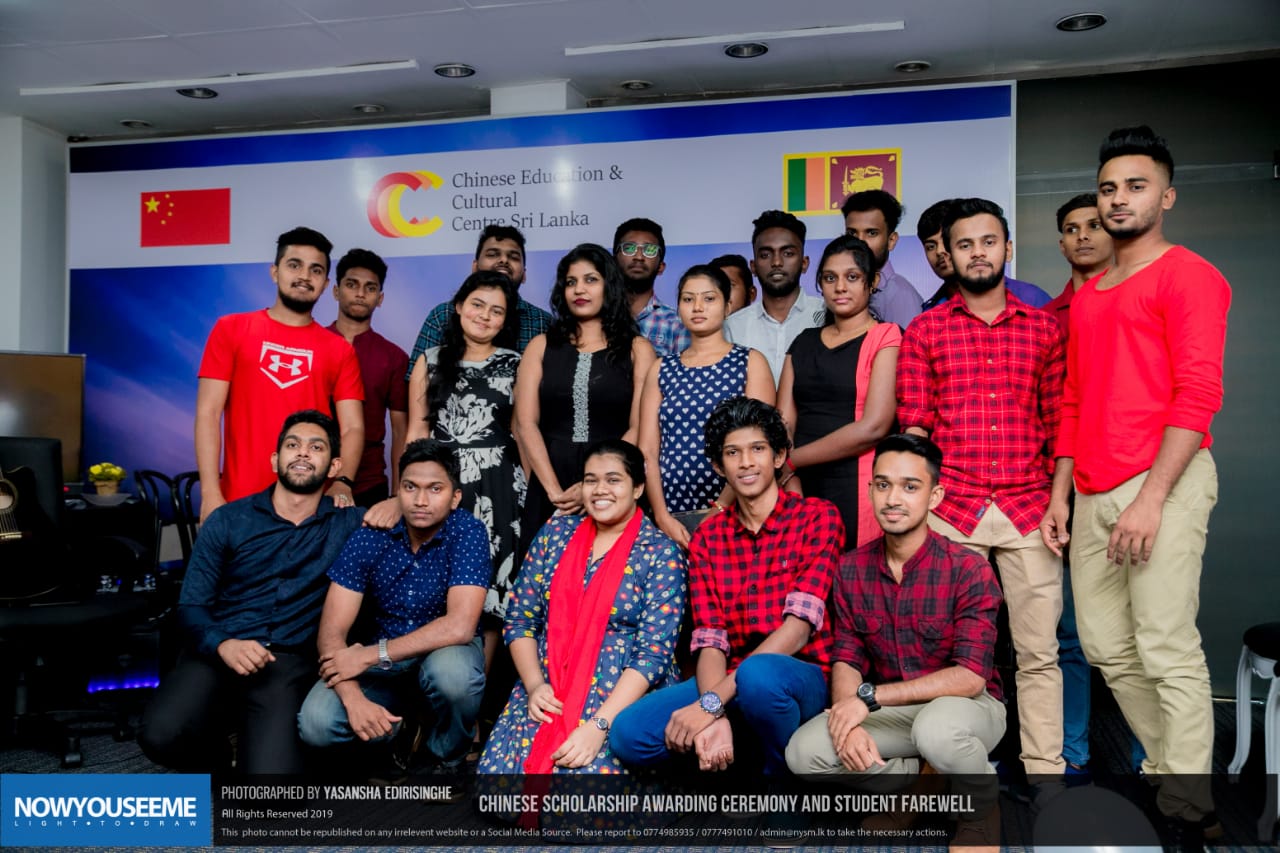 Chinese Education &
Cultural
Centre Sri Lanka
NOWYOUSEEME
LIGHT•TO•DRAW
PHOTOGRAPHED BY YASANSHA EDIRISINGHE
All Rights Reserved 2019
CHINESE SCHOLARSHIP AWARDING CEREMONY AND STUDENT FAREWELL
This photo cannot be republished on any irrelevent website or a Social Media Source. Please report to 0774985935 / 0777491010 / admin@nysm.lk to take the necessary actions.